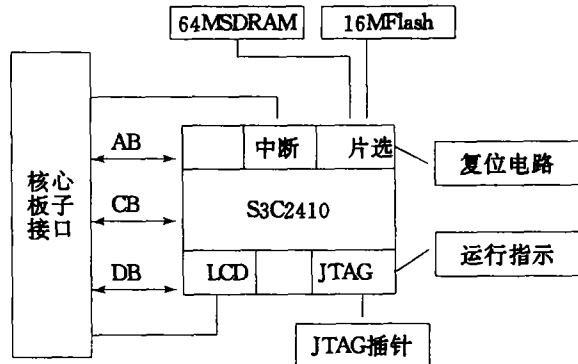 64MSDRAM
16MFlash
AB
中断
片选
复位电路
核心
板子
接口
CB
S3C2410
运行指示
DB
LCD
JTAG
JTAG插针